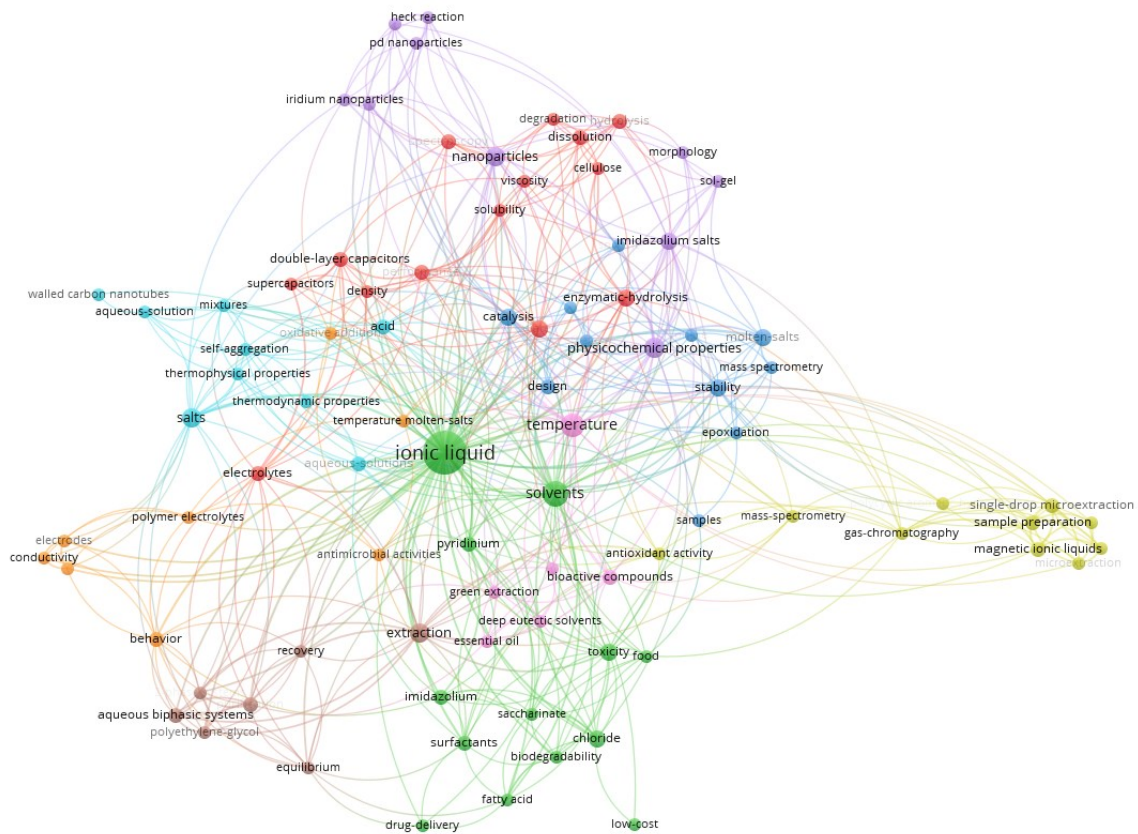 heck reaction
pd nanoparticles
iridium nanoparticles
degradation
hydrolysis
dissolution
spectroscopy
nanoparticles
morphology
cellulose
viscosity
sol-gel
solubility
imidazolium salts
double-layer capacitors
supercapacitors
density
walled carbon nanotubes
mixtures
aqueous-solution
enzymatic-hydrolysis
catalysis
acid
oxidative addition
molten-salts
physicochemical properties
self-aggregation
mass spectrometry
thermophysical properties
design
stability
thermodynamic properties
salts
temperature molten-salts
temperature
epoxidation
ionic liquid
aqueous-solutions
electrolytes
solvents
single-drop microextraction
polymer electrolytes
samples
mass-spectrometry
sample preparation
gas-chromatography
electrodes
pyridinium
conductivity
antimicrobial activities
antioxidant activity
magnetic ionic liquids
microextraction
bioactive compounds
green extraction
deep eutectic solvents
behavior
extraction
essential oil
recovery
toxicity
food
imidazolium
aqueous biphasic systems
saccharinate
polyethylene-glycol
surfactants
chloride
biodegradability
equilibrium
fatty acid
drug-delivery
low-cost